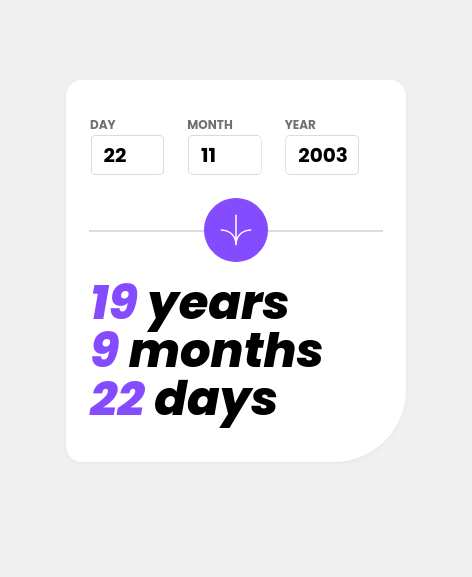 DAY MONTH YEAR
22 11 2003
19 years
9 months
22 days